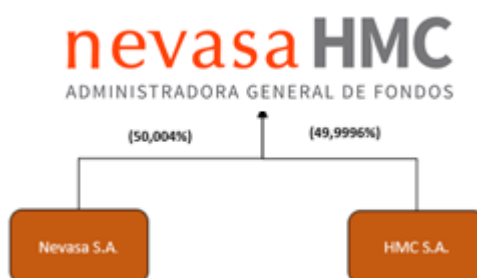 nevasa HMC
ADMINISTRADORA GENERAL DE FONDOS
(50,004%)
(49,9996%)
Nevasa S.A.
HMC S.A.